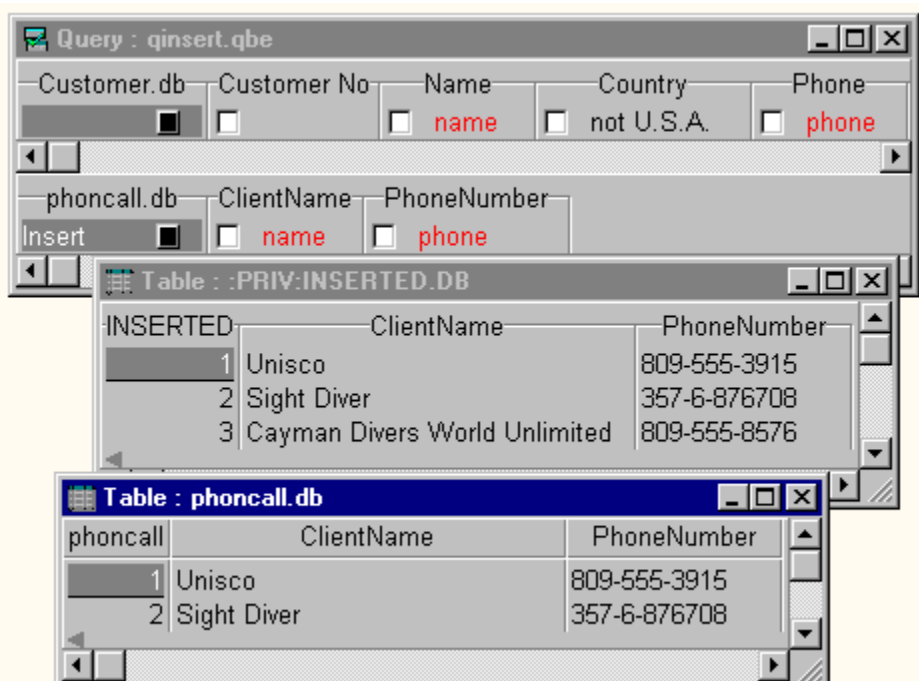 Query : qinsert.qbe
Customer.db Customer No Name Country Phone
name not U.S.A. phone
phoncall.db ClientName PhoneNumber
Insert name phone
Table : :PRIV:INSERTED.DB
INSERTED ClientName PhoneNumber
1 Unisco 809-555-3915
2 Sight Diver 357-6-876708
3 Cayman Divers World Unlimited 809-555-8576
Table : phoncall.db
phoncall ClientName PhoneNumber
1 Unisco 809-555-3915
2 Sight Diver 357-6-876708